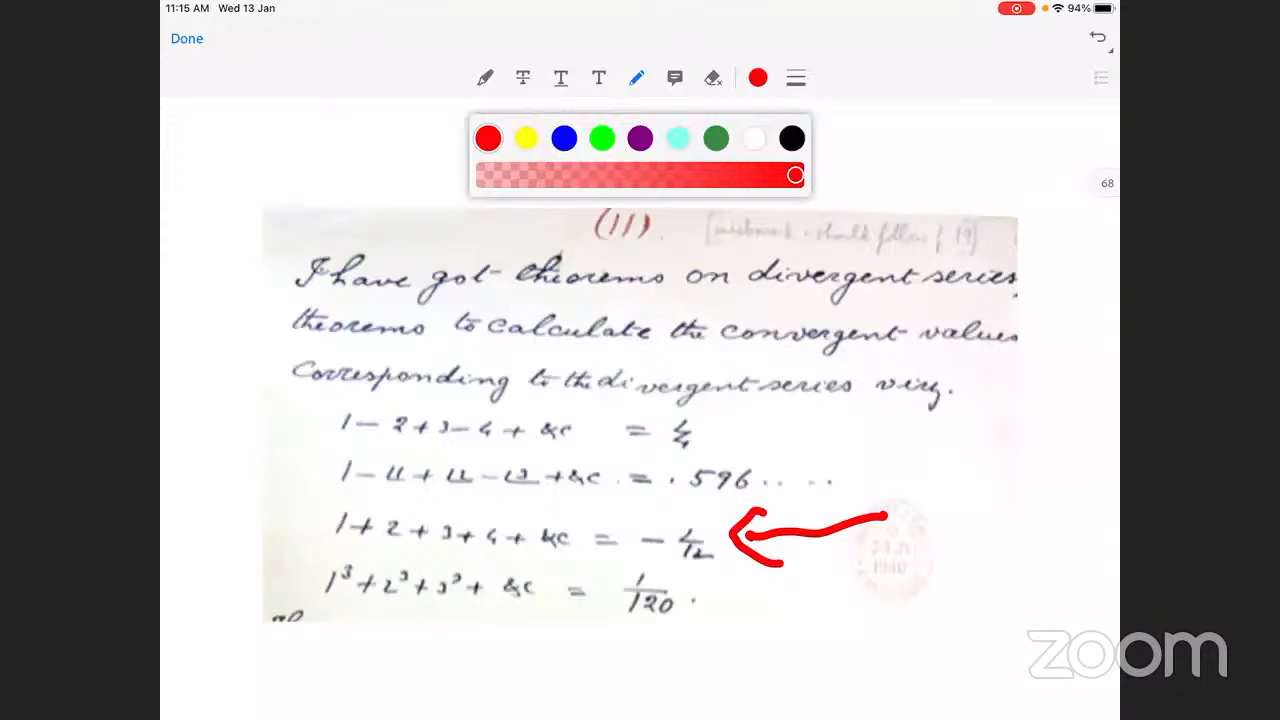 11:15 AM Wed 13 Jan
94%
Done
68
(11).
I have got theorems on divergent series,
theorems to calculate the convergent values
corresponding to the divergent series viz.
1 - 2 + 3 - 4 + &c = 1/4
1 - 1! + 2! - 3! + &c = .596....
1 + 2 + 3 + 4 + &c = - 1/12
1³ + 2³ + 3³ + &c = 1/120.
zoom